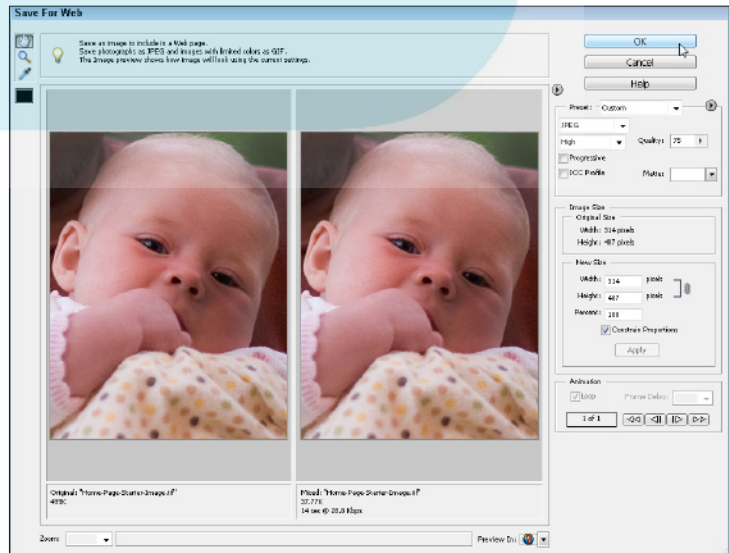 Save For Web
Save an image to include in a Web page.
Save photographs as JPEG and images with limited colors as GIF.
The Image preview shows how image will look using the current settings.
OK
Cancel
Help
Preset: Custom
JPEG
High
Quality: 75
Progressive
ICC Profile
Matte:
Image Size
Original Size
Width: 314 pixels
Height: 407 pixels
New Size
Width: 314 pixels
Height: 407 pixels
Percent: 100
Constrain Proportions
Apply
Animation
Loop
Frame Delay:
1 of 1
Original: "Home-Page-Starter-Image.tif"
Mixed: "Home-Page-Starter-Image.tif"
37.77K
14 sec @ 28.8 Kbps
Zoom:
Preview In: